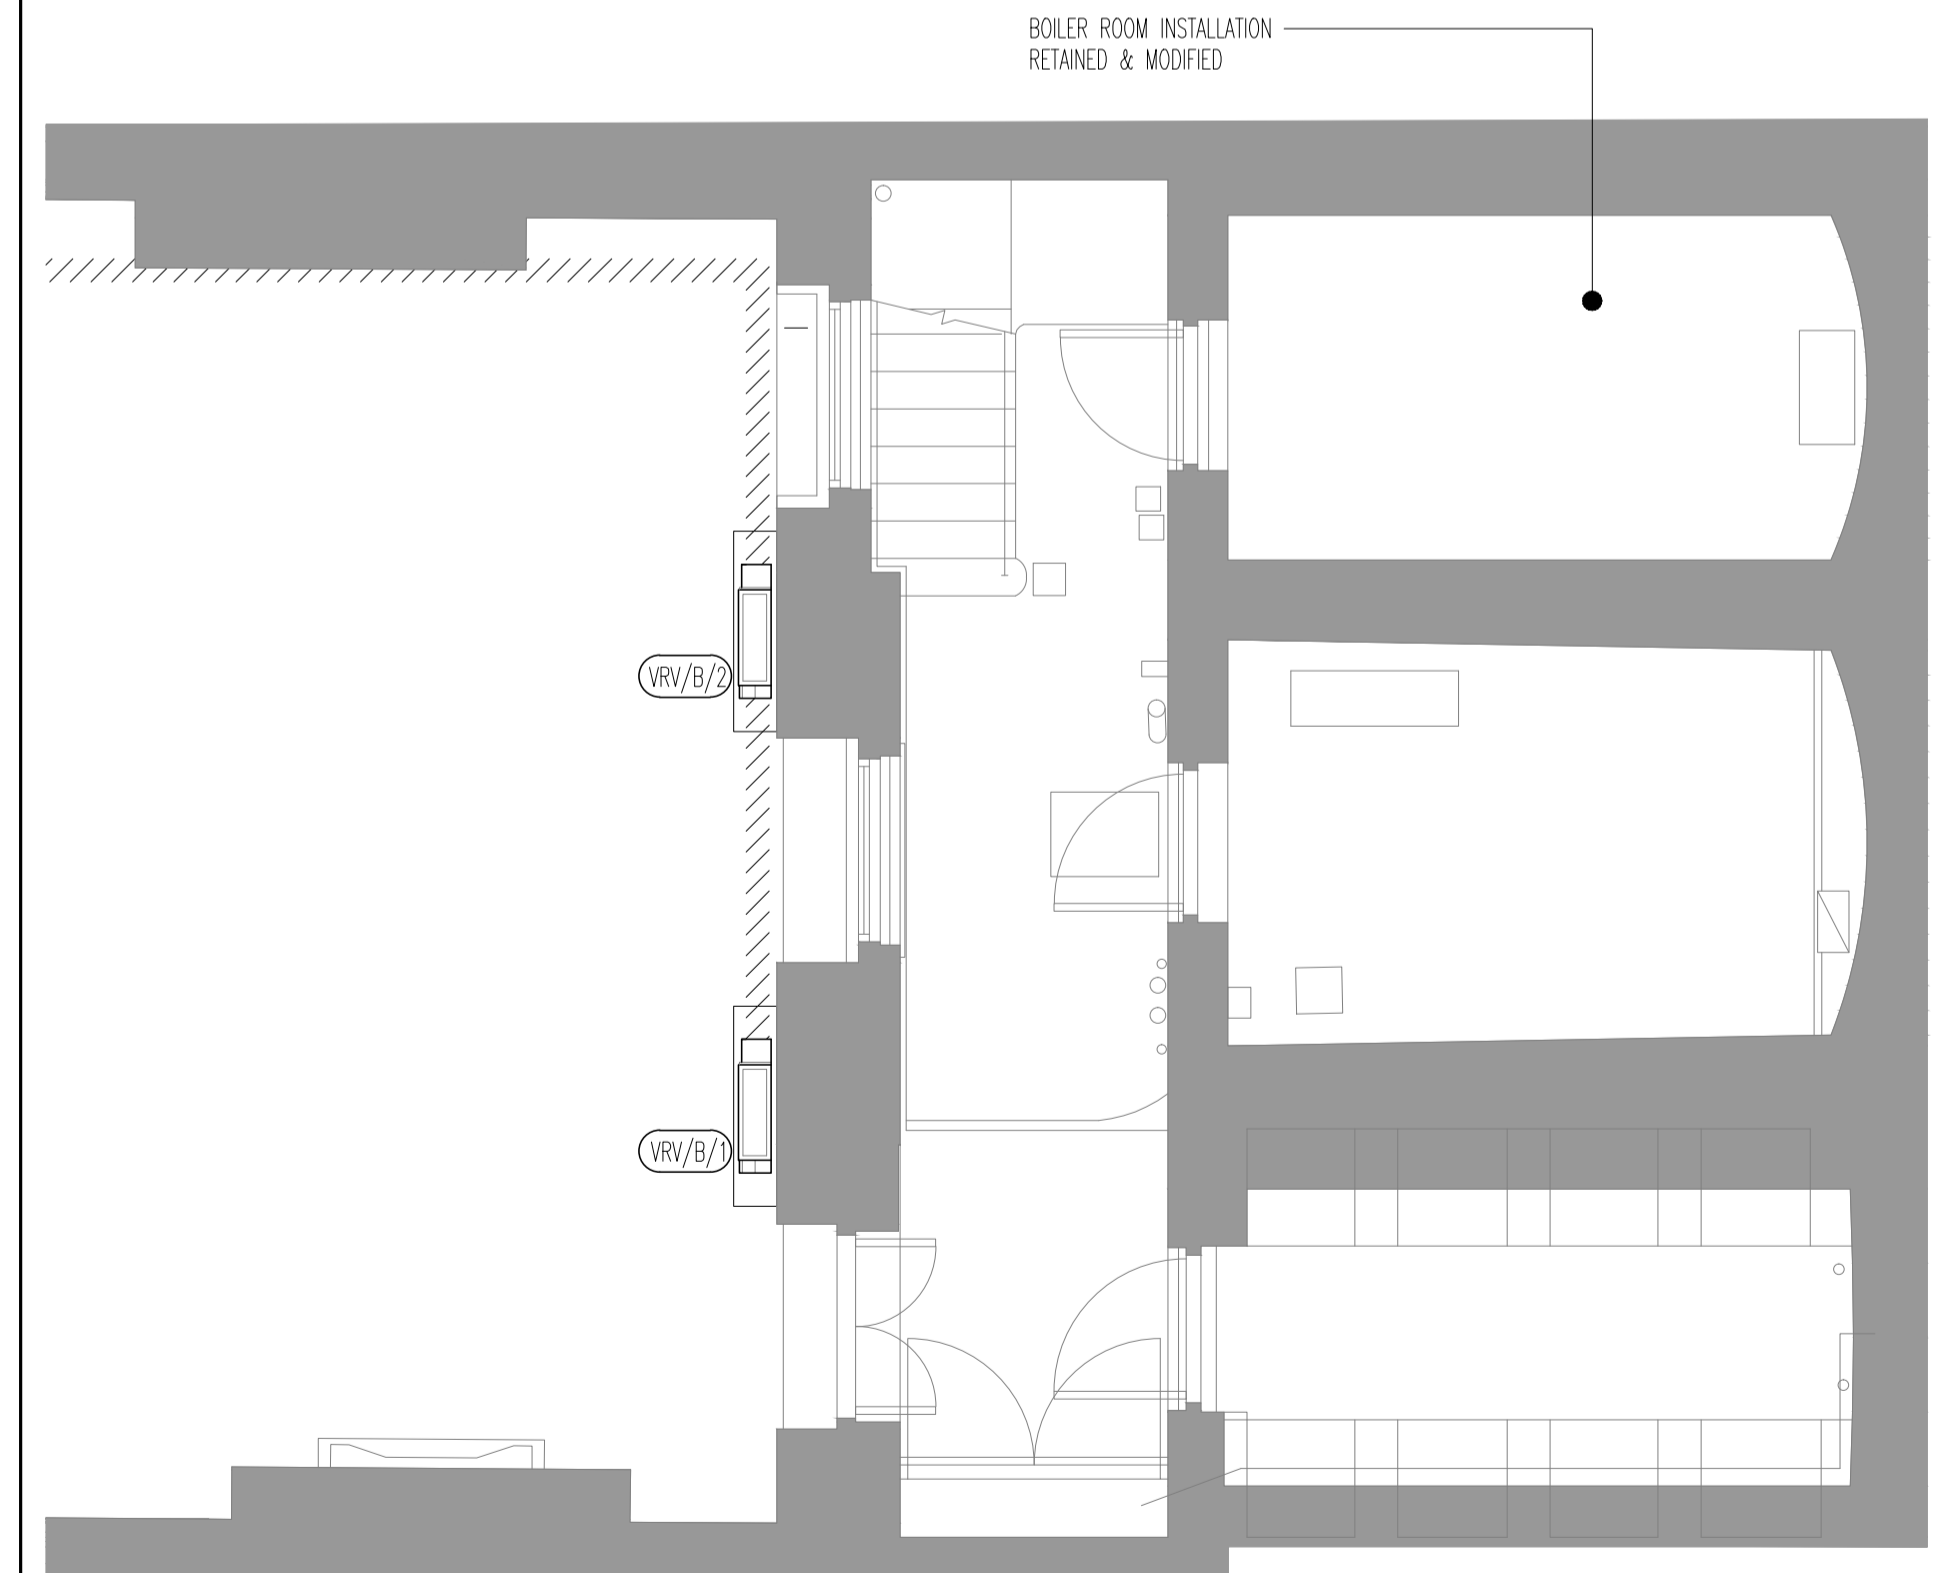 BOILER ROOM INSTALLATION
RETAINED & MODIFIED
VRV/B/2
VRV/B/1